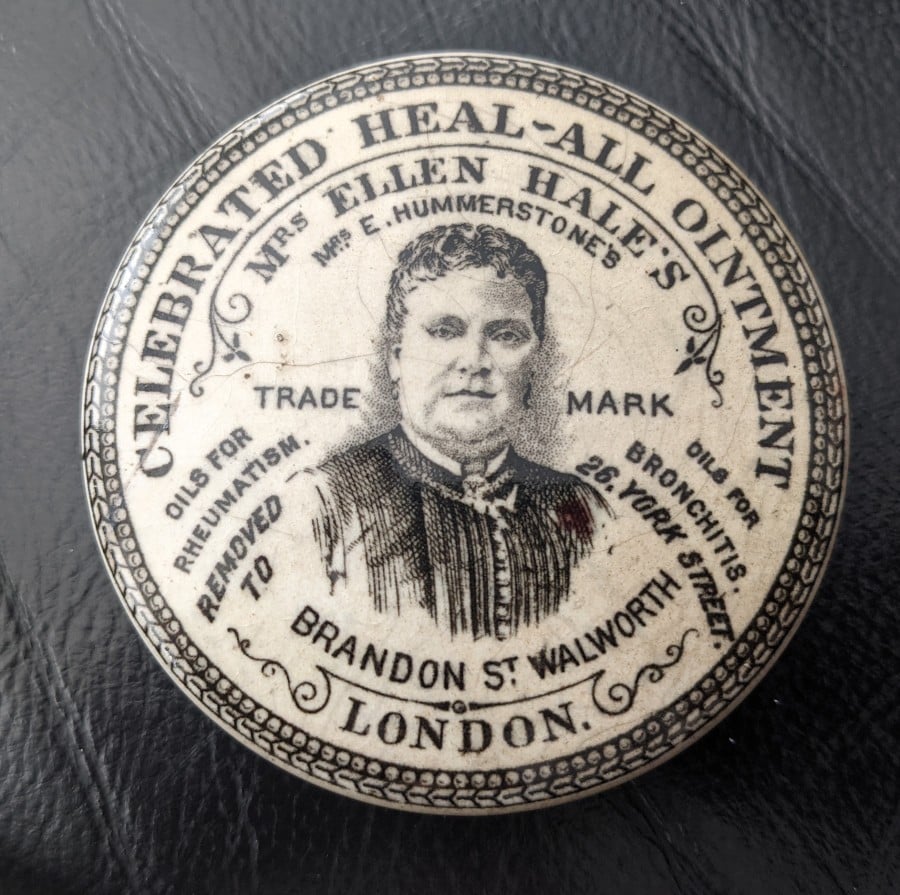 CELEBRATED HEAL-ALL OINTMENT
MRS ELLEN HALE'S
MRS. E. HUMMERSTONE'S
TRADE MARK
OILS FOR
RHEUMATISM.
OILS FOR
BRONCHITIS.
REMOVED
TO
26, YORK STREET.
BRANDON ST. WALWORTH
LONDON.